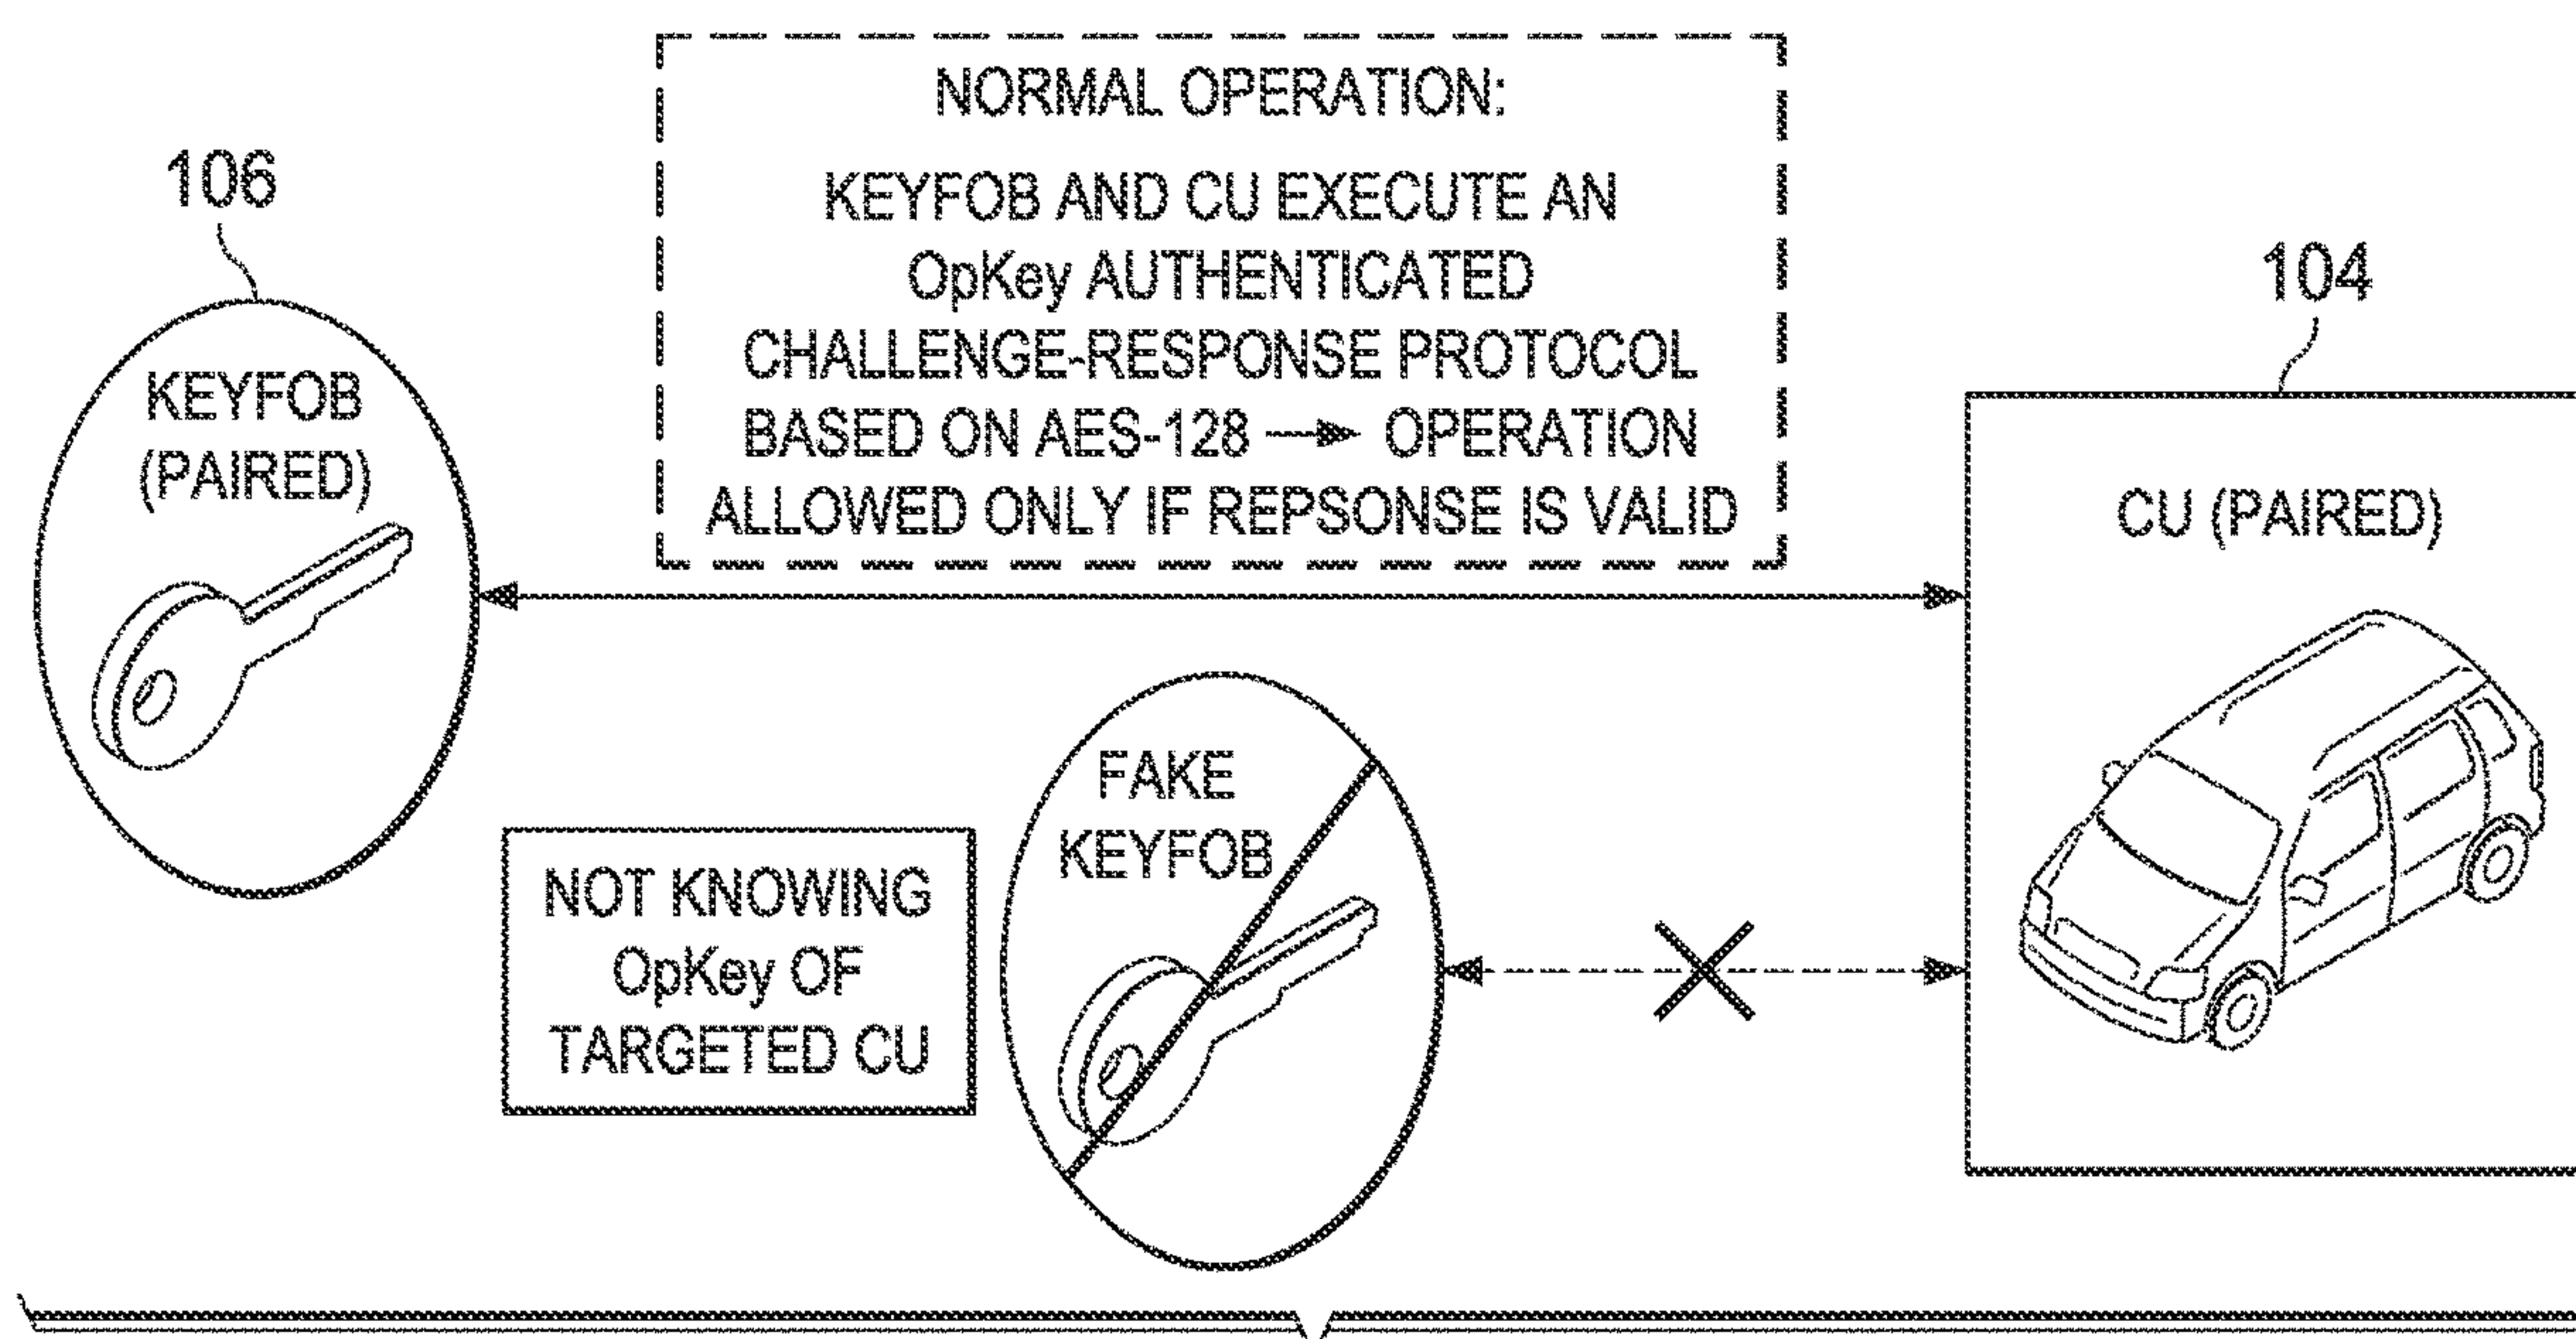 106
KEYFOB
(PAIRED)
NORMAL OPERATION:
KEYFOB AND CU EXECUTE AN
OpKey AUTHENTICATED
CHALLENGE-RESPONSE PROTOCOL
BASED ON AES-128 → OPERATION
ALLOWED ONLY IF REPSONSE IS VALID
104
CU (PAIRED)
NOT KNOWING
OpKey OF
TARGETED CU
FAKE
KEYFOB